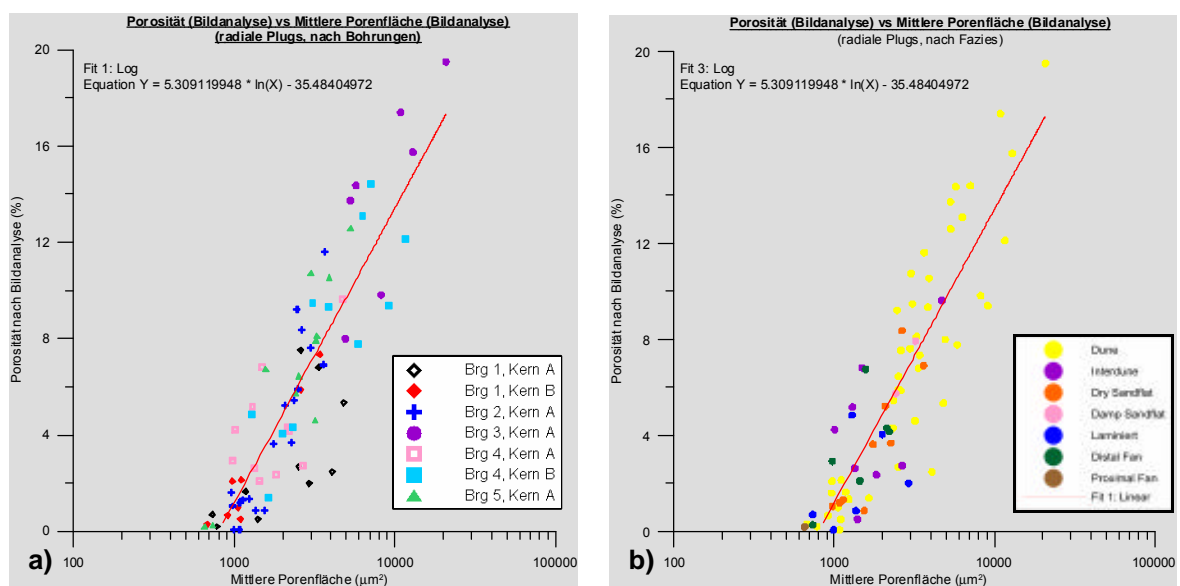 Porosität (Bildanalyse) vs Mittlere Porenfläche (Bildanalyse)
(radiale Plugs, nach Bohrungen)
20
16
12
8
4
0
Porosität nach Bildanalyse (%)
Fit 1: Log
Equation Y = 5.309119948 * ln(X) - 35.48404972
Brg 1, Kern A
Brg 1, Kern B
Brg 2, Kern A
Brg 3, Kern A
Brg 4, Kern A
Brg 4, Kern B
Brg 5, Kern A
a)
100
1000
10000
100000
Mittlere Porenfläche (µm²)
Porosität (Bildanalyse) vs Mittlere Porenfläche (Bildanalyse)
(radiale Plugs, nach Fazies)
20
16
12
8
4
0
Porosität nach Bildanalyse (%)
Fit 3: Log
Equation Y = 5.309119948 * ln(X) - 35.48404972
Dune
Interdune
Dry Sandflat
Damp Sandflat
Laminiert
Distal Fan
Proximal Fan
Fit 1: Linear
b)
100
1000
10000
100000
Mittlere Porenfläche (µm²)